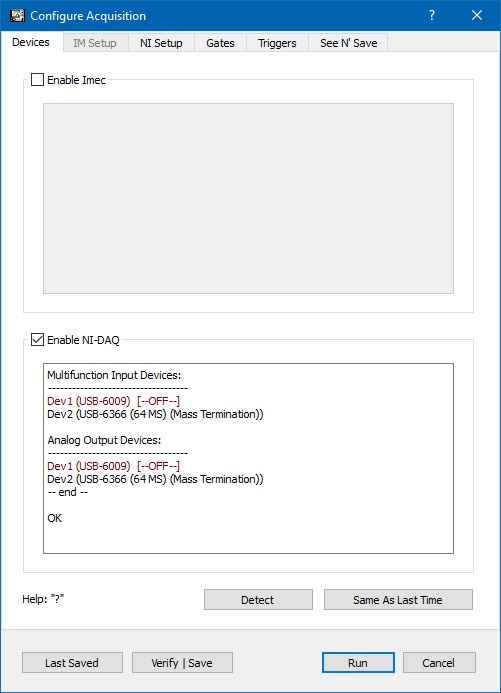 Configure Acquisition
?
Devices
IM Setup
NI Setup
Gates
Triggers
See N' Save
Enable Imec
Enable NI-DAQ
Multifunction Input Devices:
-----------------------------------
Dev1 (USB-6009)  [--OFF--]
Dev2 (USB-6366 (64 MS) (Mass Termination))
Analog Output Devices:
-----------------------------------
Dev1 (USB-6009)  [--OFF--]
Dev2 (USB-6366 (64 MS) (Mass Termination))
-- end --
OK
Help: "?"
Detect
Same As Last Time
Last Saved
Verify | Save
Run
Cancel